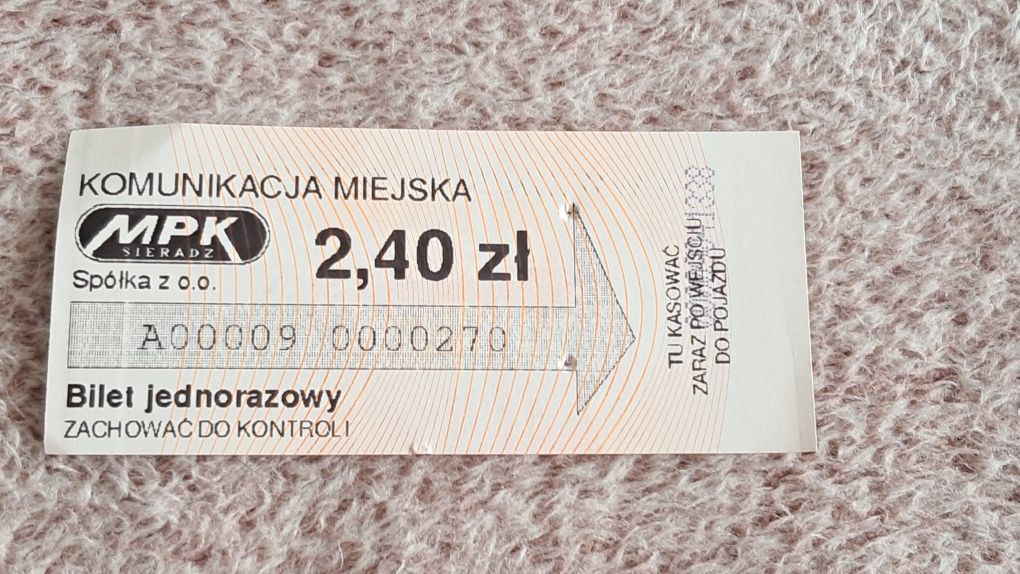 KOMUNIKACJA MIEJSKA
MPK
SIERADZ
2,40 zł
Spółka z o.o.
A00009 0000270
Bilet jednorazowy
ZACHOWAĆ DO KONTROLI
TU KASOWAĆ
ZARAZ PO WEJŚCIU
DO POJAZDU